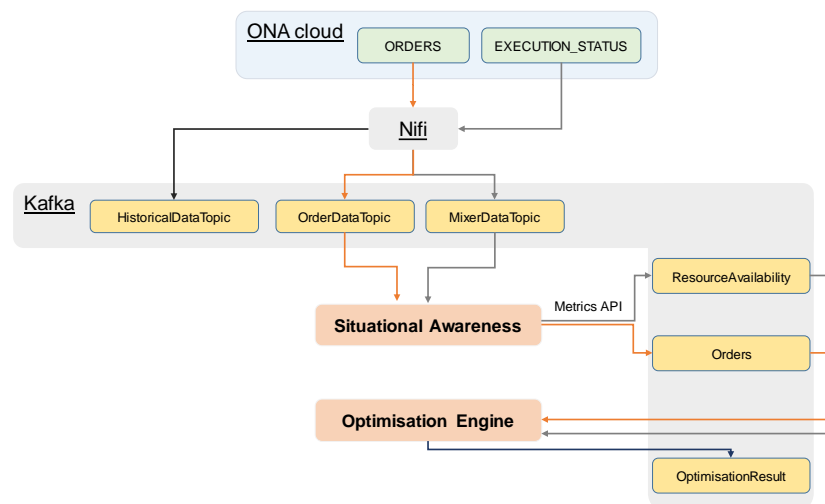 ONA cloud
ORDERS
EXECUTION_STATUS
Nifi
Kafka
HistoricalDataTopic
OrderDataTopic
MixerDataTopic
ResourceAvailability
Metrics API
Situational Awareness
Orders
Optimisation Engine
OptimisationResult